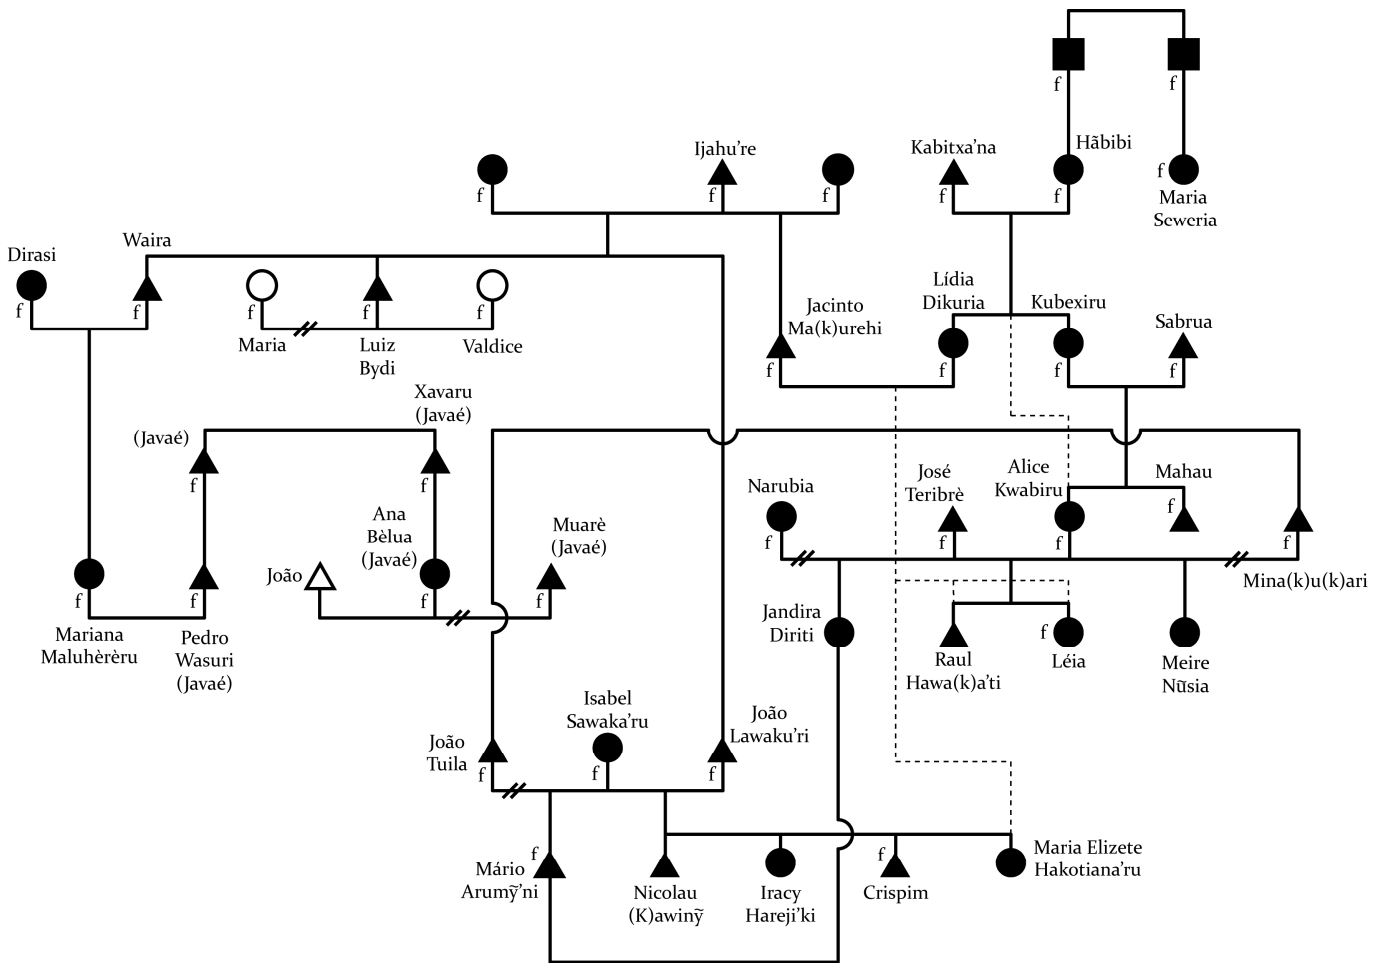 f
f
Hãbibi
f
f
Maria
Seweria
Kabitxa'na
f
Ijahu're
f
f
f
Dirasi
f
Waira
f
f
Maria
f
Luiz
Bydi
f
Valdice
Jacinto
Ma(k)urehi
f
Lídia
Dikuria
f
Kubexiru
f
Sabrua
f
(Javaé)
f
Xavaru
(Javaé)
f
Ana
Bèlua
(Javaé)
f
João
Muarè
(Javaé)
f
f
Mariana
Maluhèrèru
f
Pedro
Wasuri
(Javaé)
Narubia
f
José
Teribrè
f
Alice
Kwabiru
f
Mahau
f
f
Mina(k)u(k)ari
Jandira
Diriti
Raul
Hawa(k)a'ti
f
Léia
Meire
Nũsia
João
Tuila
f
Isabel
Sawaka'ru
f
João
Lawaku'ri
f
f
Mário
Arumỹ'ni
Nicolau
(K)awinỹ
Iracy
Hareji'ki
f
Crispim
Maria Elizete
Hakotiana'ru